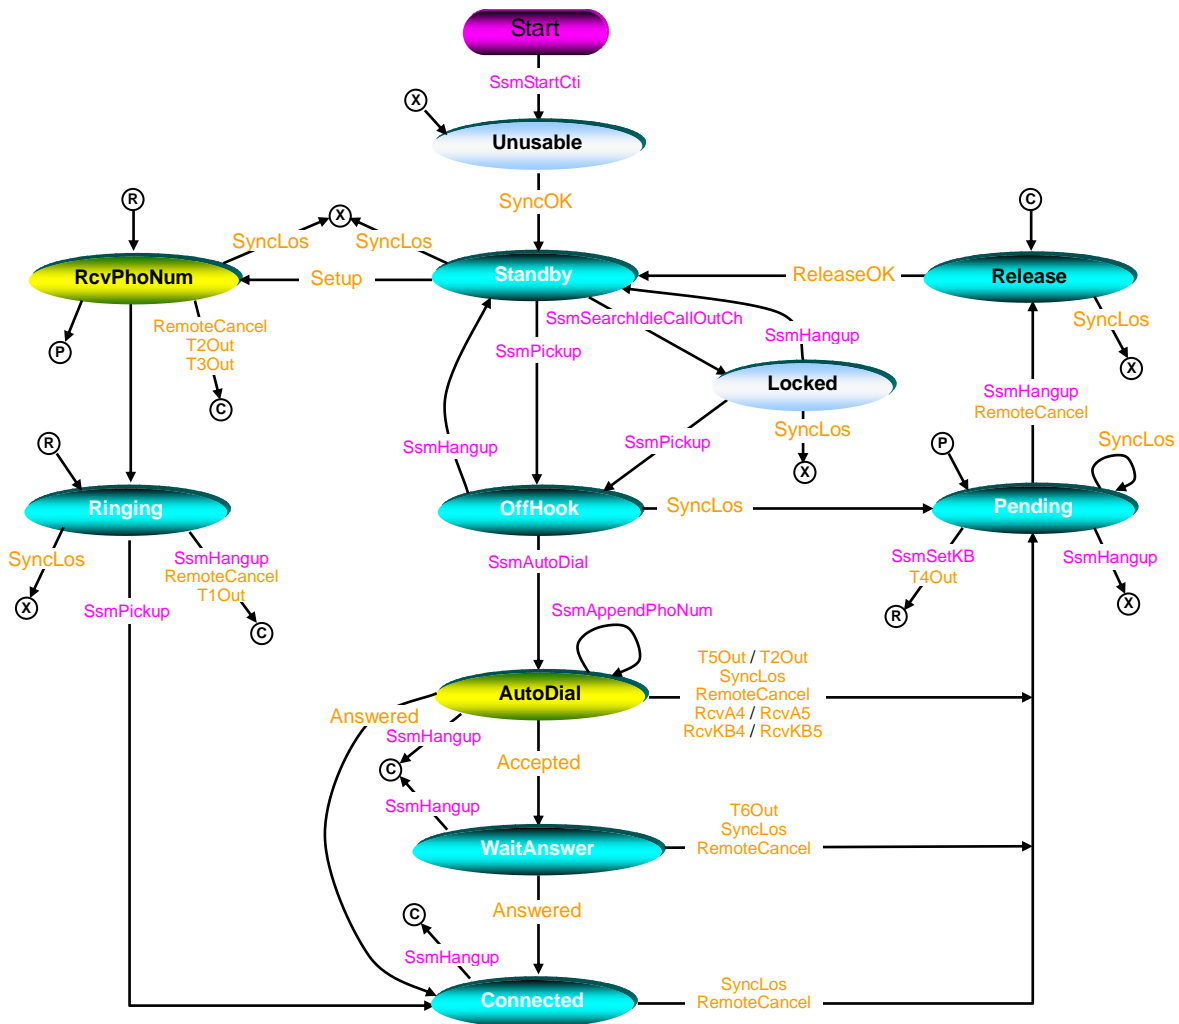 Start
SsmStartCti
X
Unusable
SyncOK
R
X
C
SyncLos
SyncLos
RcvPhoNum
Setup
Standby
ReleaseOK
Release
SsmSearchIdleCallOutCh
SyncLos
RemoteCancel
T2Out
T3Out
SsmPickup
SsmHangup
P
X
Locked
SsmHangup
RemoteCancel
C
SsmHangup
SsmPickup
SyncLos
SyncLos
R
P
X
Ringing
OffHook
SyncLos
Pending
SyncLos
SsmHangup
RemoteCancel
T1Out
SsmAutoDial
SsmSetKB
T4Out
SsmHangup
X
SsmPickup
SsmAppendPhoNum
X
R
C
T5Out / T2Out
SyncLos
RemoteCancel
RcvA4 / RcvA5
RcvKB4 / RcvKB5
AutoDial
Answered
SsmHangup
Accepted
C
SsmHangup
T6Out
SyncLos
RemoteCancel
WaitAnswer
Answered
C
SsmHangup
SyncLos
RemoteCancel
Connected